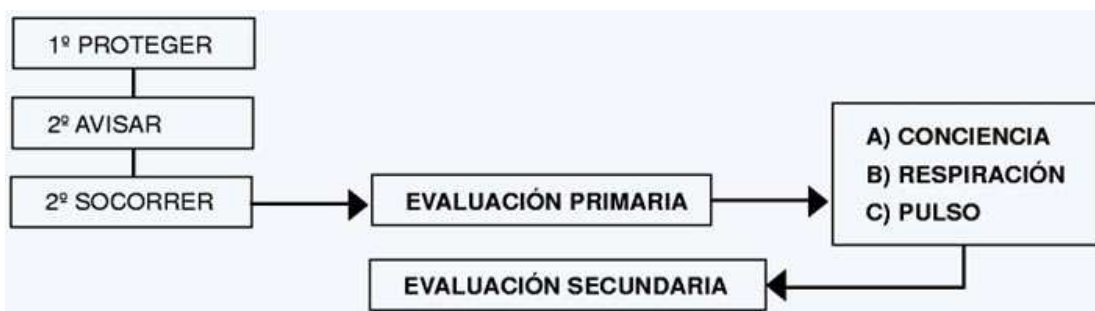 1º PROTEGER
2º AVISAR
2º SOCORRER
EVALUACIÓN PRIMARIA
A) CONCIENCIA
B) RESPIRACIÓN
C) PULSO
EVALUACIÓN SECUNDARIA